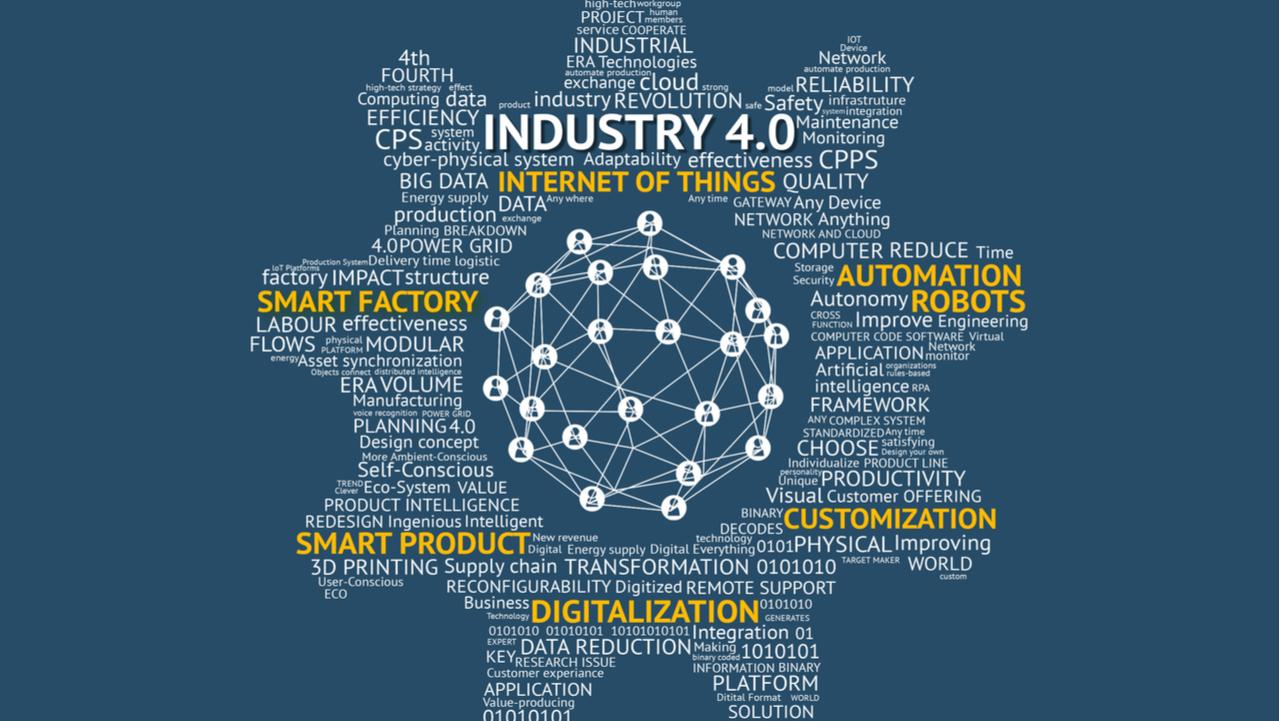 high-tech workgroup
PROJECT human members
service COOPERATE
INDUSTRIAL
ERA Technologies
automate production
exchange cloud strong
product industry REVOLUTION safe
4th
FOURTH
high-tech strategy effect
Computing data
EFFICIENCY
CPS system activity
IOT
Device
Network
automate production
model RELIABILITY
Safety infrastruture
system integration
Maintenance
Monitoring
INDUSTRY 4.0
cyber-physical system Adaptability effectiveness CPPS
BIG DATA INTERNET OF THINGS QUALITY
Energy supply DATA Any where Any time GATEWAY Any Device
production exchange NETWORK Anything
Planning BREAKDOWN NETWORK AND CLOUD
4.0 POWER GRID COMPUTER REDUCE Time
Production System Delivery time logistic
IoT Platforms
factory IMPACT structure
SMART FACTORY
LABOUR effectiveness
FLOWS physical PLATFORM MODULAR
energy Asset synchronization
Objects connect distributed intelligence
ERA VOLUME
Manufacturing
voice recognition POWER GRID
PLANNING 4.0
Design concept
More Ambient-Conscious
Self-Conscious
TREND Clever Eco-System VALUE
PRODUCT INTELLIGENCE
REDESIGN Ingenious Intelligent
Storage
Security AUTOMATION
Autonomy ROBOTS
CROSS FUNCTION Improve Engineering
COMPUTER CODE SOFTWARE Virtual
APPLICATION Network monitor
Artificial organizations rules-based
intelligence RPA
FRAMEWORK
ANY COMPLEX SYSTEM
STANDARDIZED Any time
CHOOSE satisfying
Design your own
Individualize PRODUCT LINE
personality
Unique PRODUCTIVITY
Visual Customer OFFERING
BINARY CUSTOMIZATION
DECODES
SMART PRODUCT New revenue technology
Digital Energy supply Digital Everything 0101 PHYSICAL Improving
3D PRINTING Supply chain TRANSFORMATION 0101010 TARGET MAKER WORLD
custom
User-Conscious
ECO
RECONFIGURABILITY Digitized REMOTE SUPPORT
Business DIGITALIZATION 0101010
Technology GENERATES
0101010 01010101 10101010101 Integration 01
EXPERT DATA REDUCTION Making 1010101
KEY RESEARCH ISSUE binary coded
Customer experiance INFORMATION BINARY
APPLICATION PLATFORM
Value-producing Ditital Format WORLD
01010101 SOLUTION